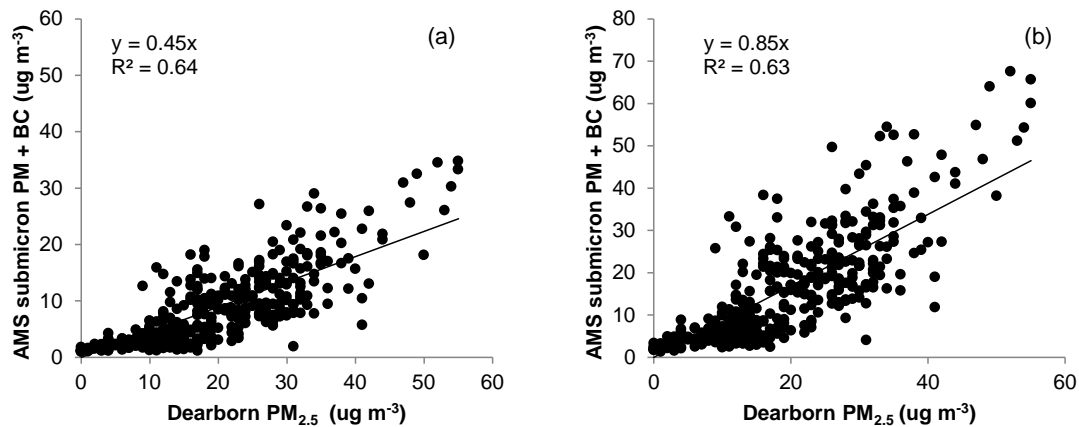 (a)
y = 0.45x
R² = 0.64
AMS submicron PM + BC (ug m⁻³)
60
50
40
30
20
10
0
0 10 20 30 40 50 60
Dearborn PM₂.₅ (ug m⁻³)
(b)
y = 0.85x
R² = 0.63
AMS submicron PM + BC (ug m⁻³)
80
70
60
50
40
30
20
10
0
0 20 40 60
Dearborn PM₂.₅ (ug m⁻³)